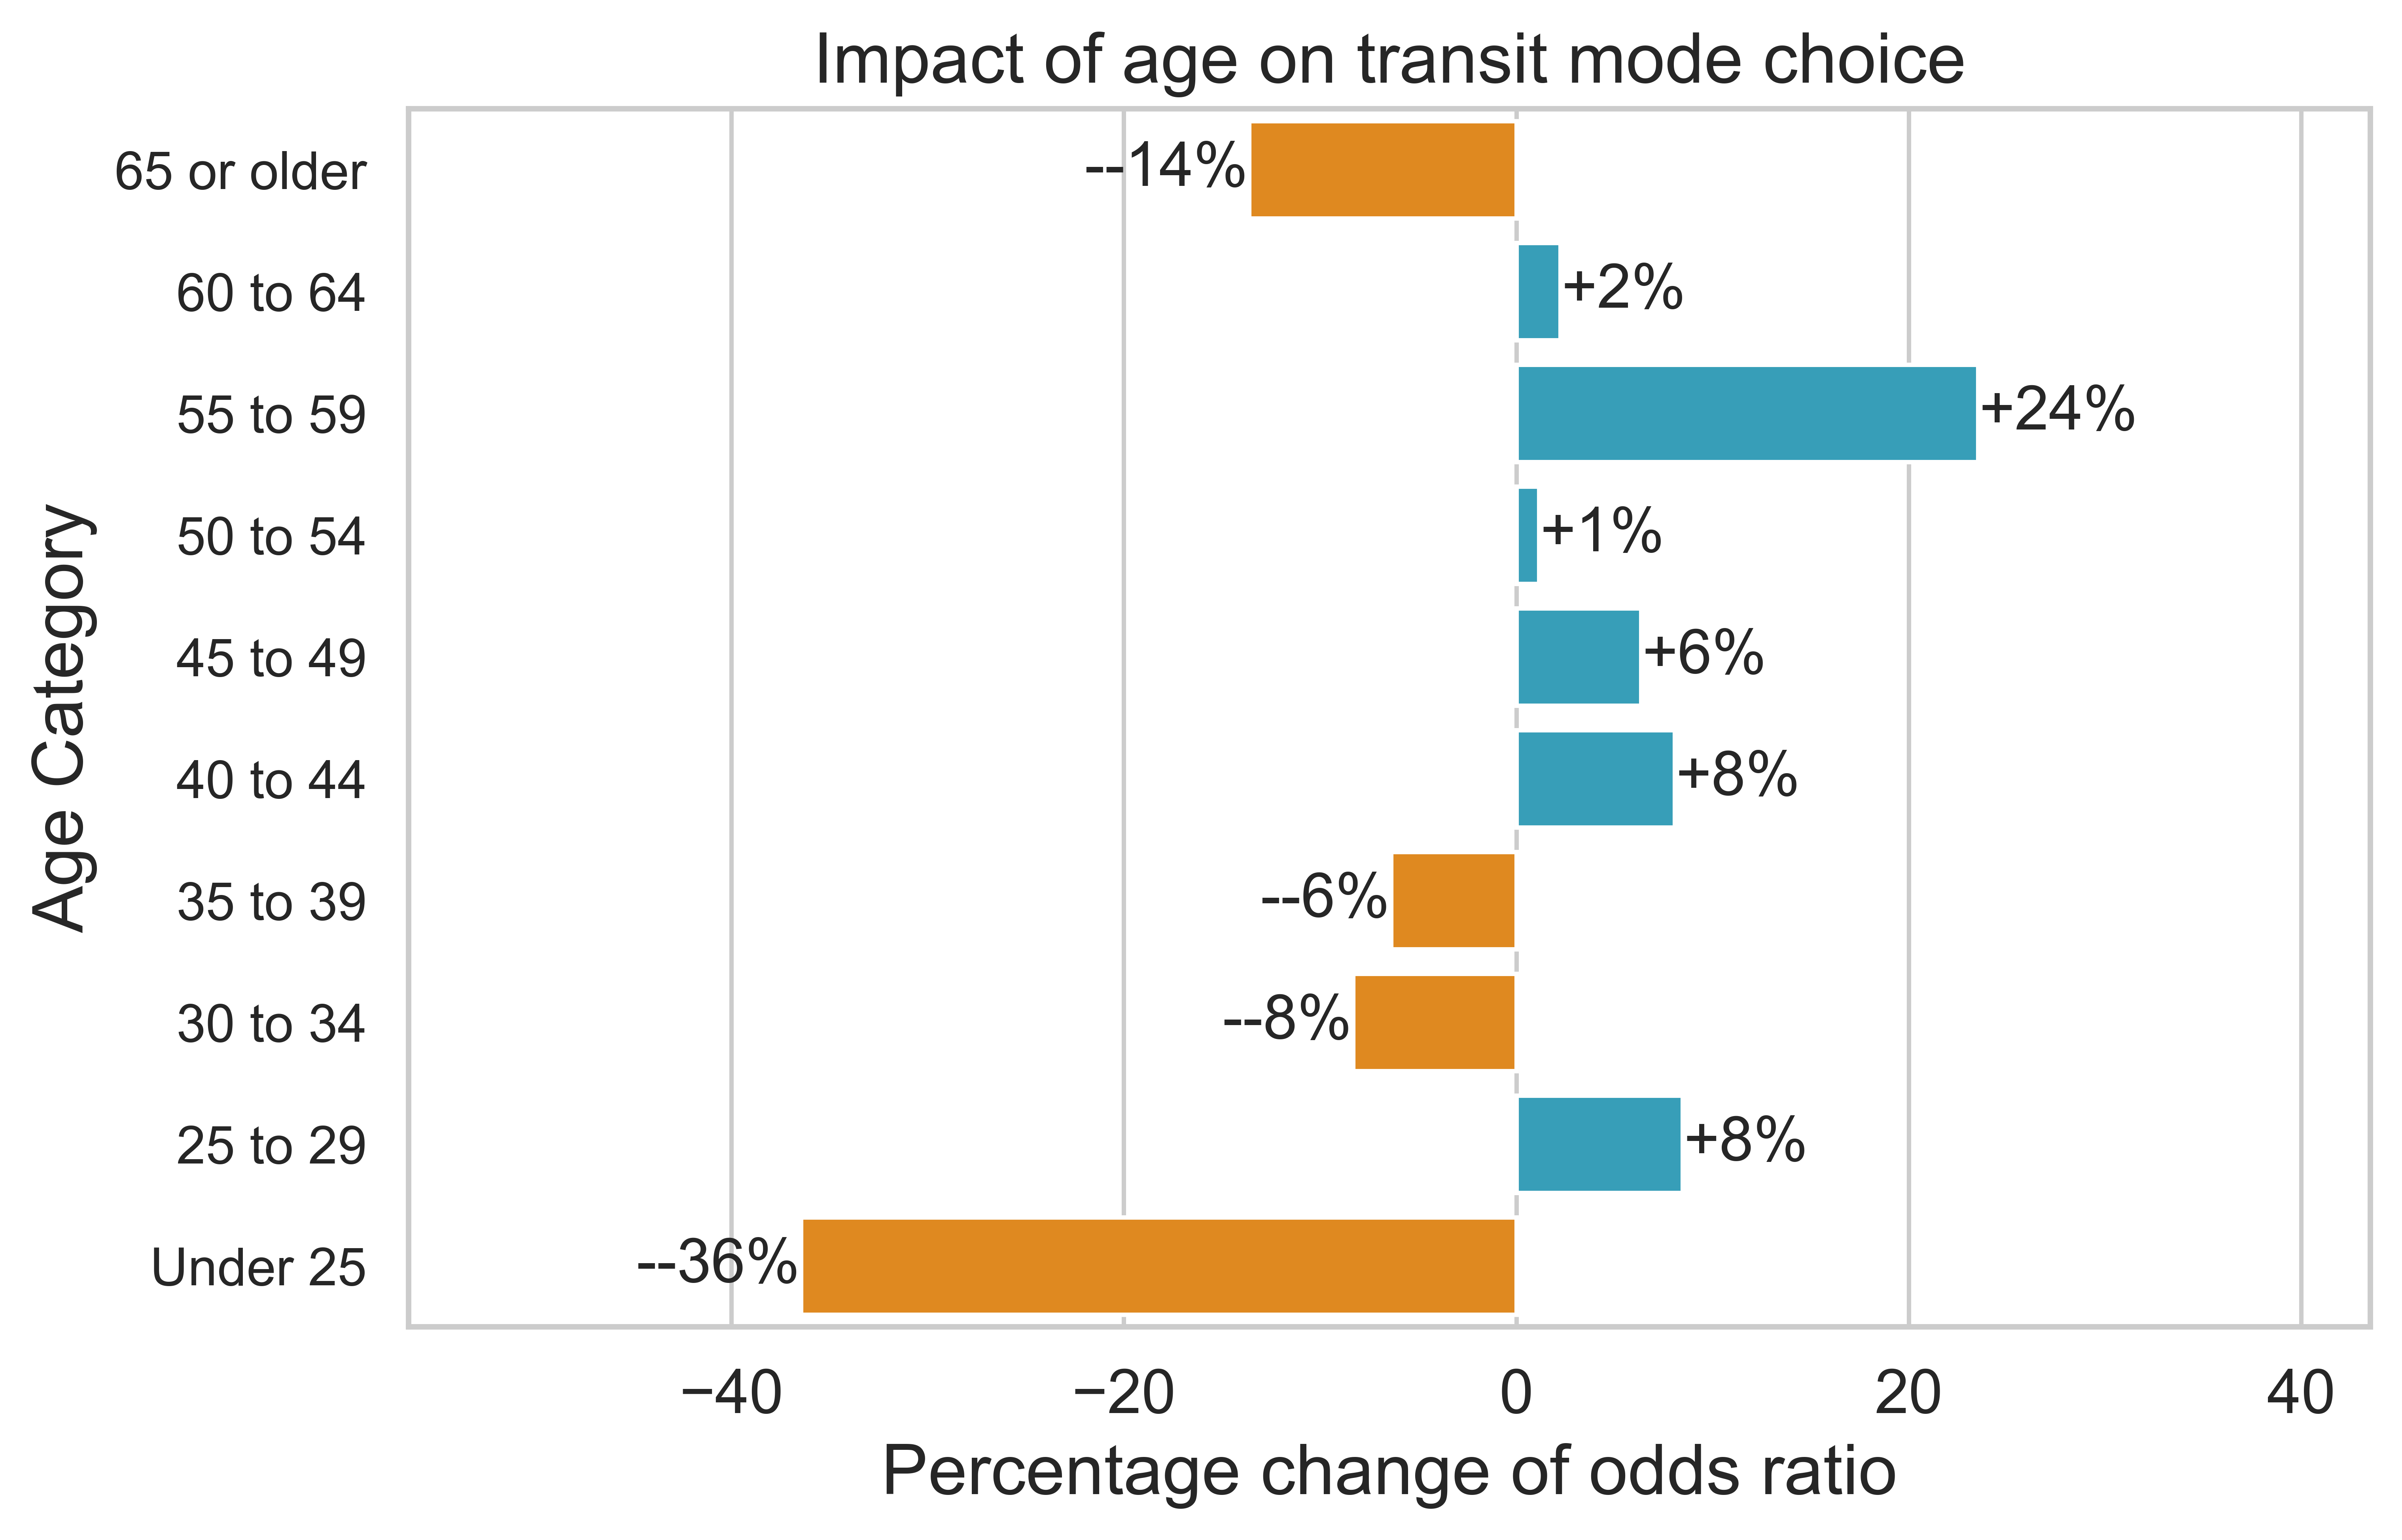 Impact of age on transit mode choice
65 or older
--14%
60 to 64
+2%
55 to 59
+24%
50 to 54
+1%
45 to 49
+6%
40 to 44
+8%
35 to 39
--6%
30 to 34
--8%
25 to 29
+8%
Under 25
--36%
Age Category
−40
−20
0
20
40
Percentage change of odds ratio